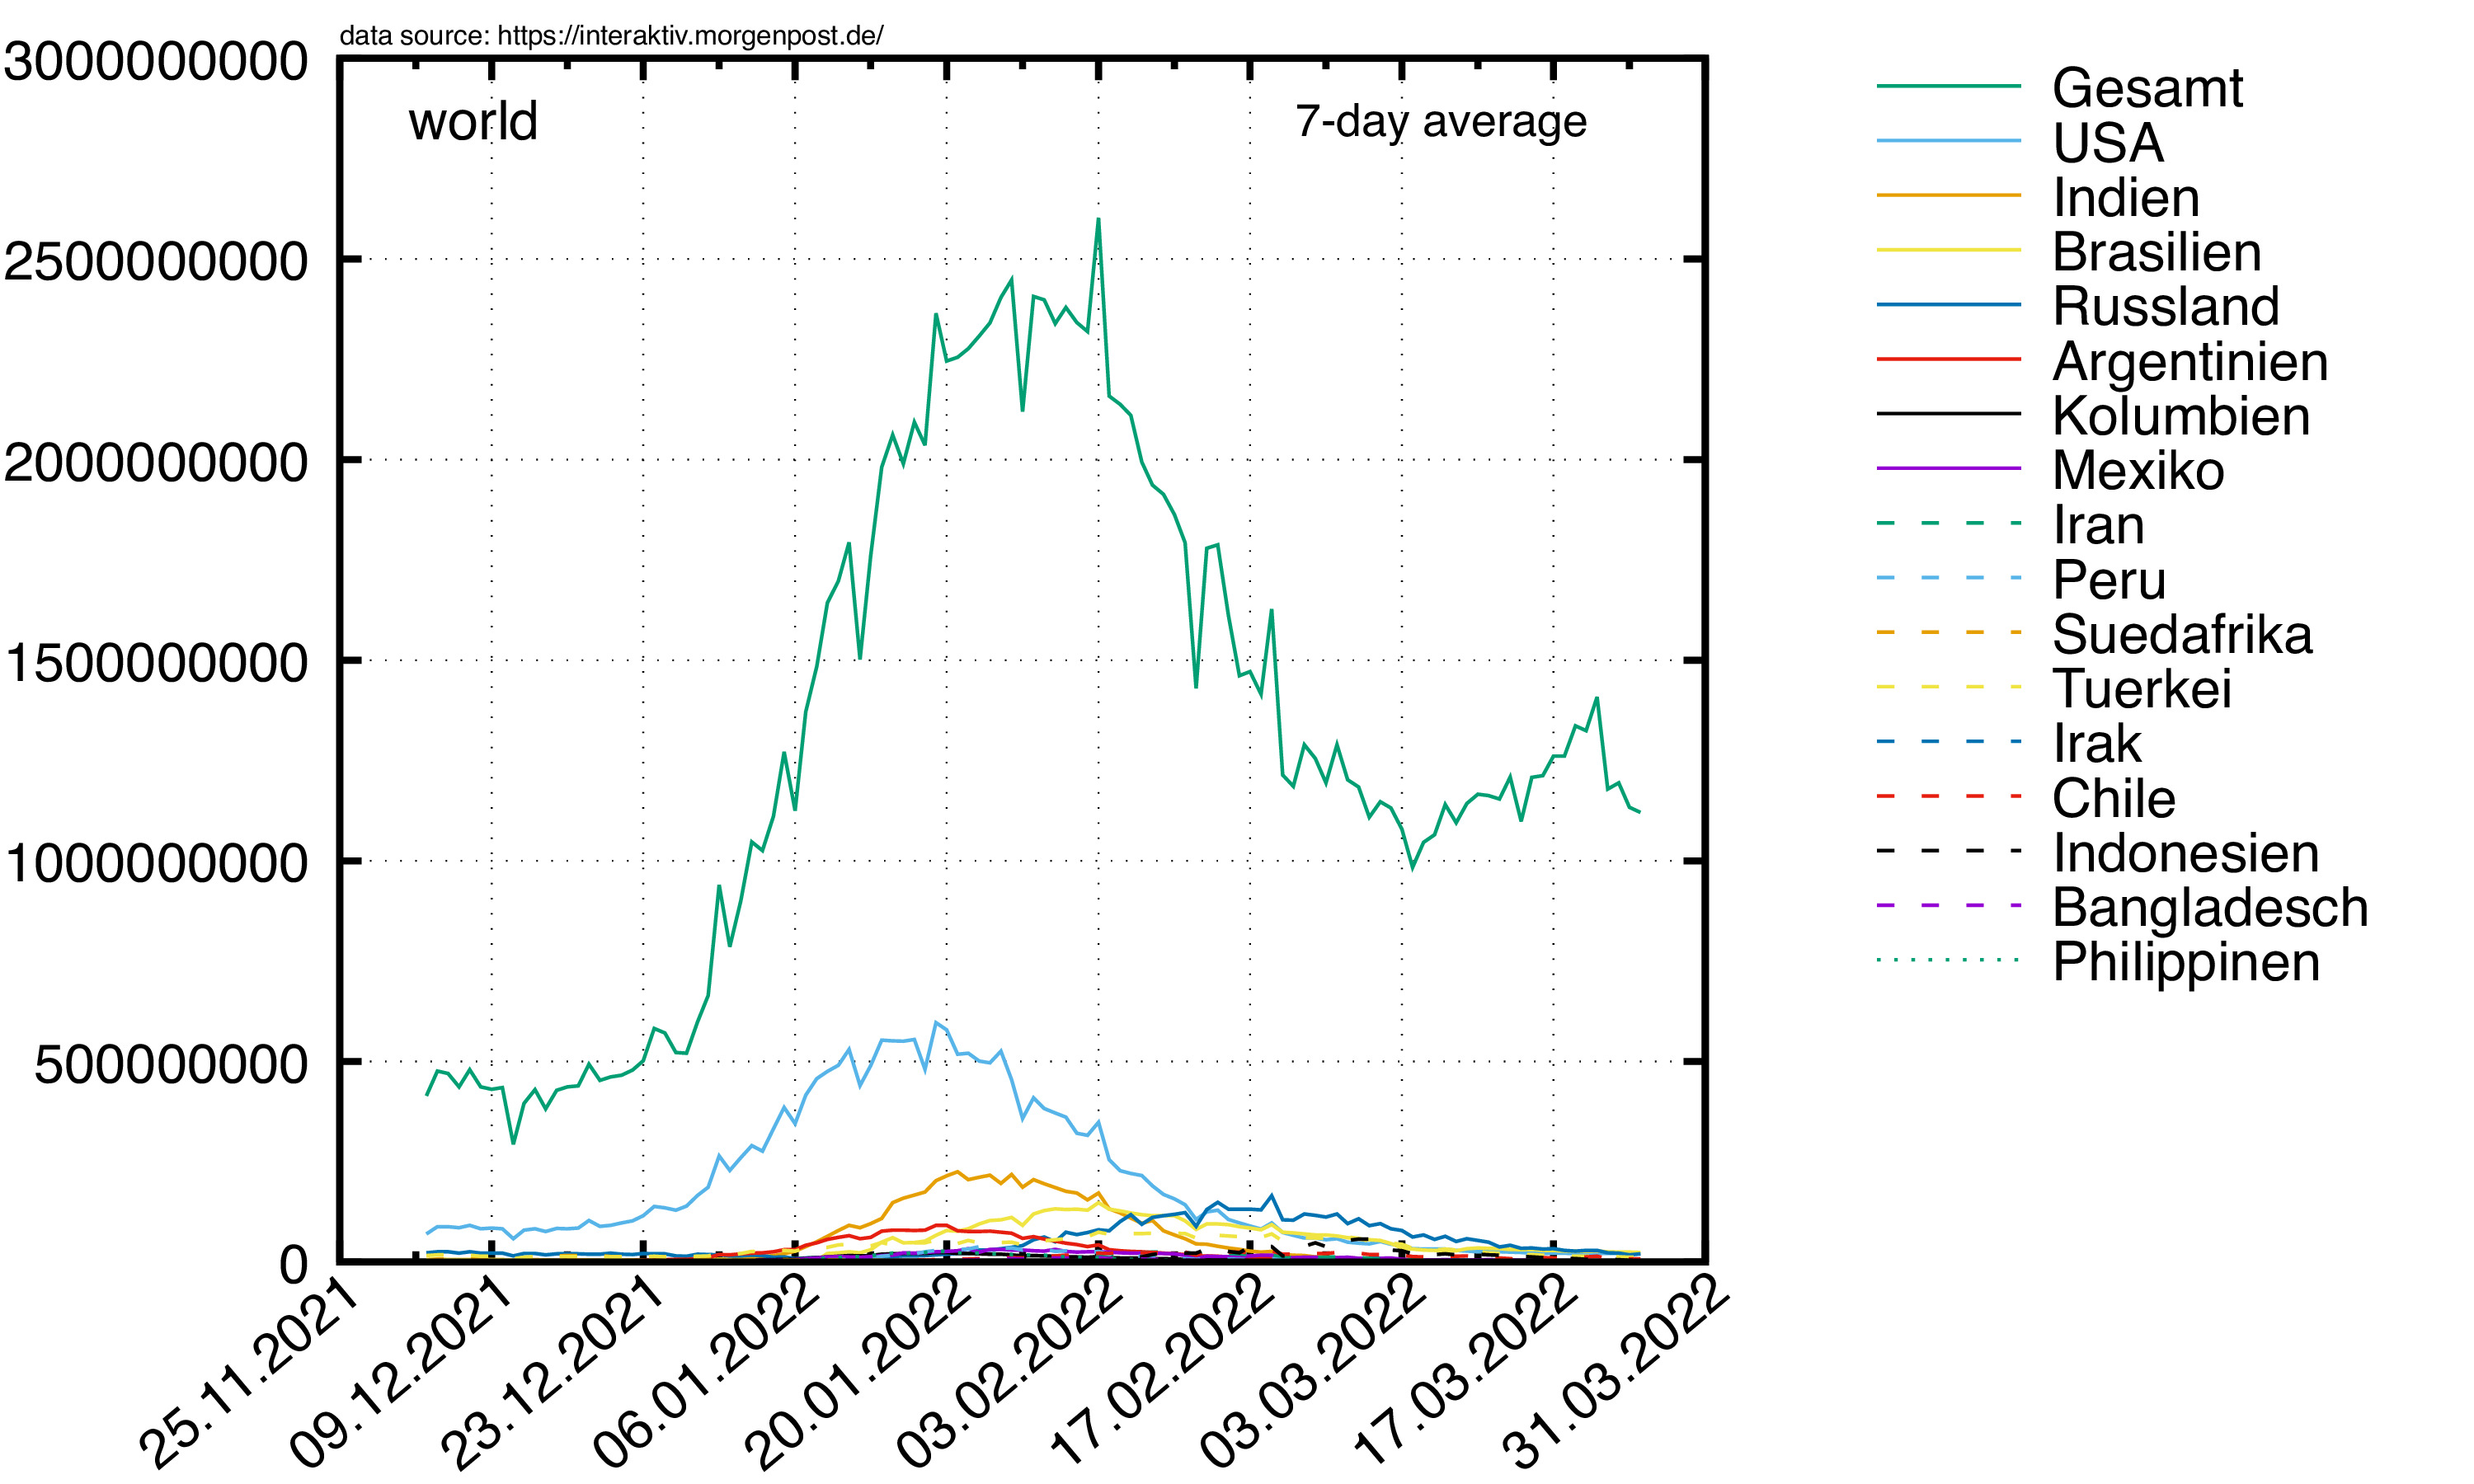 data source: https://interaktiv.morgenpost.de/
3000000000
2500000000
2000000000
1500000000
1000000000
500000000
0
world
7-day average
25.11.2021
09.12.2021
23.12.2021
06.01.2022
20.01.2022
03.02.2022
17.02.2022
03.03.2022
17.03.2022
31.03.2022
Gesamt
USA
Indien
Brasilien
Russland
Argentinien
Kolumbien
Mexiko
Iran
Peru
Suedafrika
Tuerkei
Irak
Chile
Indonesien
Bangladesch
Philippinen